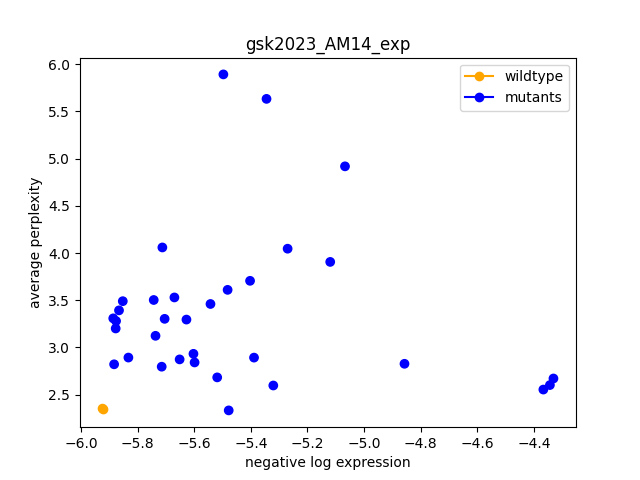 gsk2023_AM14_exp
6.0
5.5
5.0
4.5
4.0
3.5
3.0
2.5
average perplexity
wildtype
mutants
−6.0 −5.8 −5.6 −5.4 −5.2 −5.0 −4.8 −4.6 −4.4
negative log expression